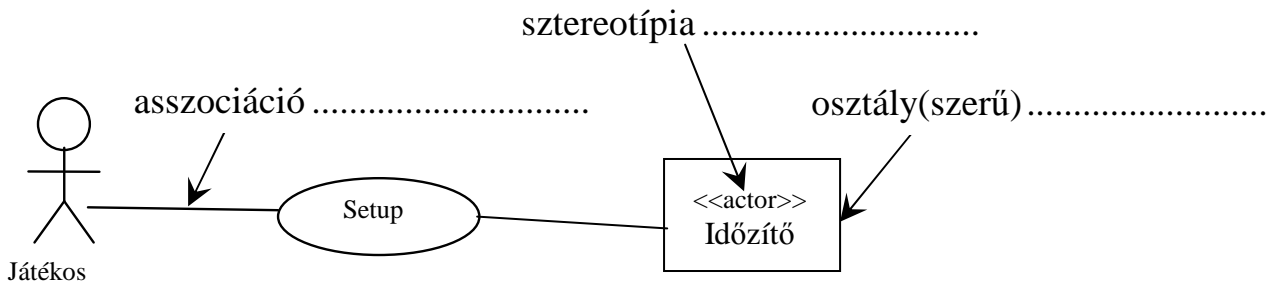 sztereotípia ............................
asszociáció ............................
osztály(szerű) ........................
<<actor>>
Setup
Időzítő
Játékos